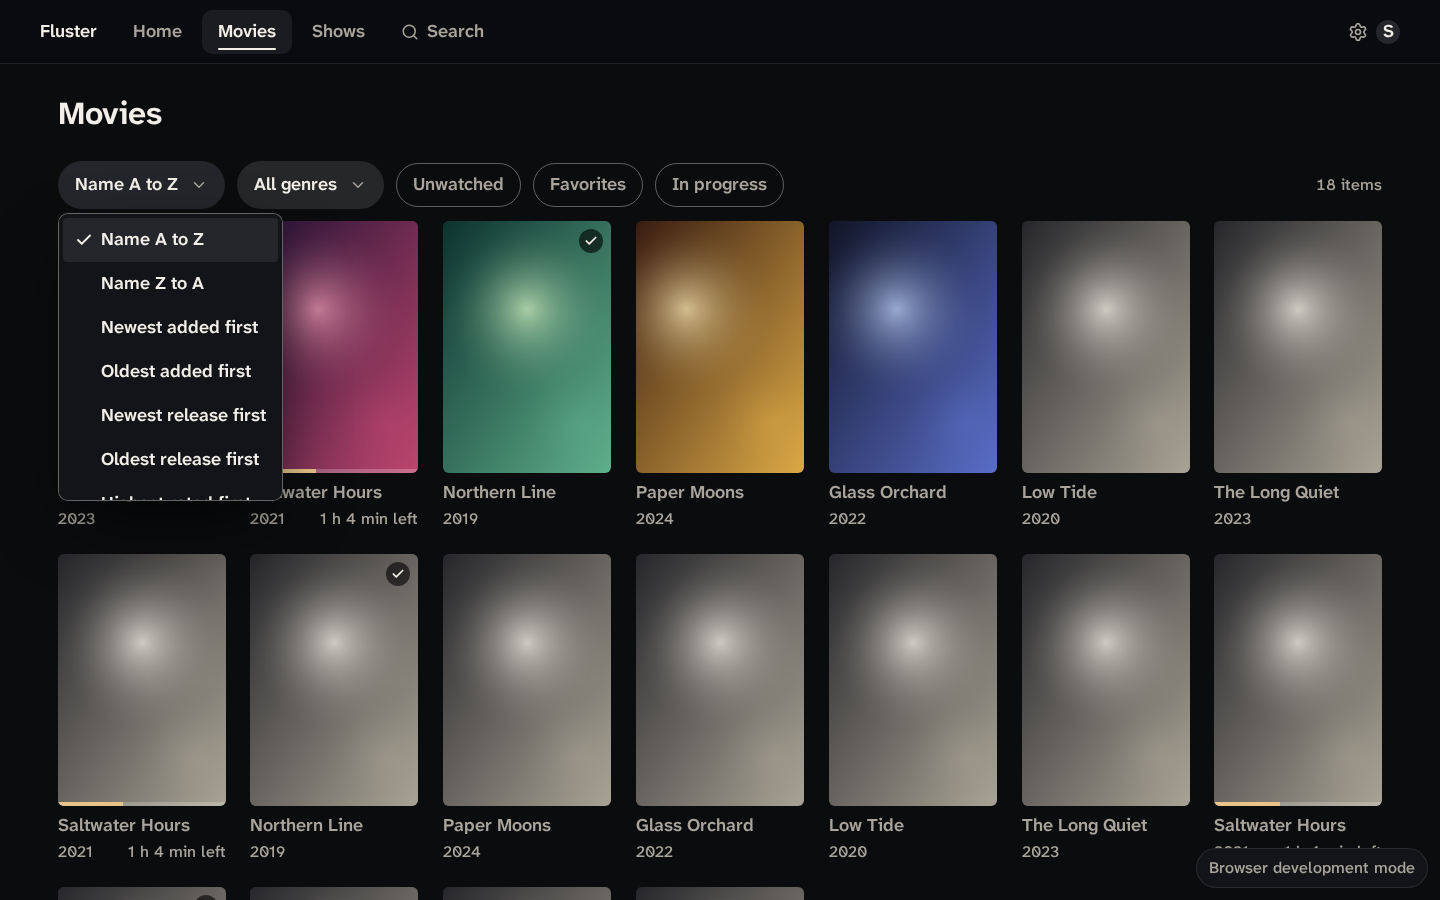 Fluster
Home
Movies
Shows
Search
S
Movies
Name A to Z
All genres
Unwatched
Favorites
In progress
18 items
Name A to Z
Name Z to A
Newest added first
Oldest added first
Newest release first
Oldest release first
water Hours
Northern Line
Paper Moons
Glass Orchard
Low Tide
The Long Quiet
2023
2021
1 h 4 min left
2019
2024
2022
2020
2023
Saltwater Hours
Northern Line
Paper Moons
Glass Orchard
Low Tide
The Long Quiet
Saltwater Hours
2021
1 h 4 min left
2019
2024
2022
2020
2023
Browser development mode